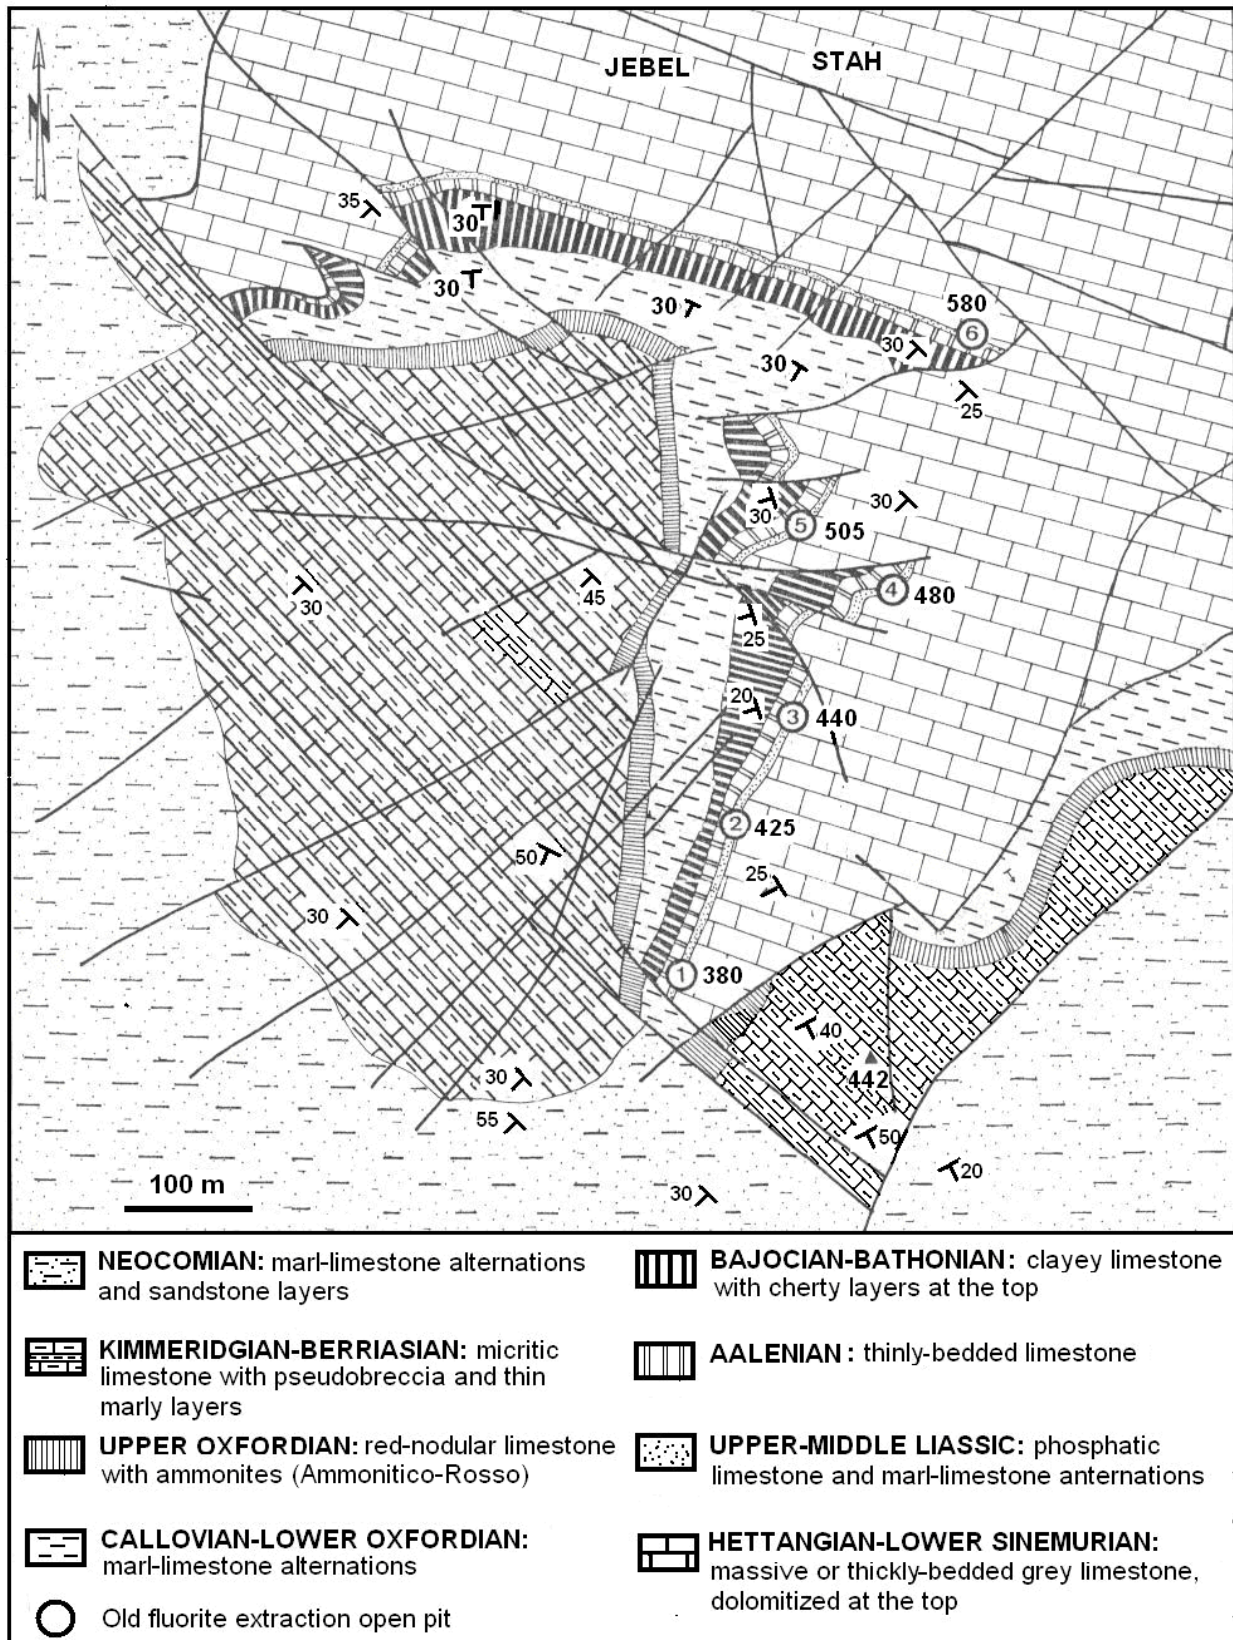 JEBEL STAH
N
35
30
30
30
580
6
30
30
25
30
30
5
505
4
480
30
45
25
20
3
440
2
425
50
25
30
1
380
40
442
30
55
50
20
30
100 m
NEOCOMIAN: marl-limestone alternations
and sandstone layers
KIMMERIDGIAN-BERRIASIAN: micritic
limestone with pseudobreccia and thin
marly layers
UPPER OXFORDIAN: red-nodular limestone
with ammonites (Ammonitico-Rosso)
CALLOVIAN-LOWER OXFORDIAN:
marl-limestone alternations
Old fluorite extraction open pit
BAJOCIAN-BATHONIAN: clayey limestone
with cherty layers at the top
AALENIAN : thinly-bedded limestone
UPPER-MIDDLE LIASSIC: phosphatic
limestone and marl-limestone anternations
HETTANGIAN-LOWER SINEMURIAN:
massive or thickly-bedded grey limestone,
dolomitized at the top